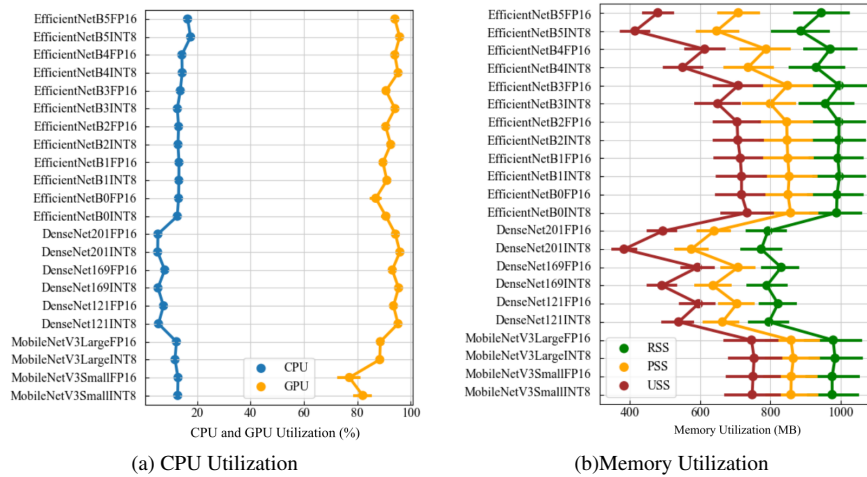 EfficientNetB5FP16
EfficientNetB5INT8
EfficientNetB4FP16
EfficientNetB4INT8
EfficientNetB3FP16
EfficientNetB3INT8
EfficientNetB2FP16
EfficientNetB2INT8
EfficientNetB1FP16
EfficientNetB1INT8
EfficientNetB0FP16
EfficientNetB0INT8
DenseNet201FP16
DenseNet201INT8
DenseNet169FP16
DenseNet169INT8
DenseNet121FP16
DenseNet121INT8
MobileNetV3LargeFP16
MobileNetV3LargeINT8
MobileNetV3SmallFP16
MobileNetV3SmallINT8
CPU
GPU
20 40 60 80 100
CPU and GPU Utilization (%)
(a) CPU Utilization
EfficientNetB5FP16
EfficientNetB5INT8
EfficientNetB4FP16
EfficientNetB4INT8
EfficientNetB3FP16
EfficientNetB3INT8
EfficientNetB2FP16
EfficientNetB2INT8
EfficientNetB1FP16
EfficientNetB1INT8
EfficientNetB0FP16
EfficientNetB0INT8
DenseNet201FP16
DenseNet201INT8
DenseNet169FP16
DenseNet169INT8
DenseNet121FP16
DenseNet121INT8
MobileNetV3LargeFP16
MobileNetV3LargeINT8
MobileNetV3SmallFP16
MobileNetV3SmallINT8
RSS
PSS
USS
400 600 800 1000
Memory Utilization (MB)
(b)Memory Utilization